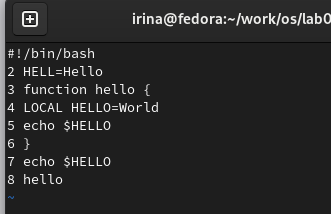 irina@fedora:~/work/os/lab0
#!/bin/bash
2 HELL=Hello
3 function hello {
4 LOCAL HELLO=World
5 echo $HELLO
6 }
7 echo $HELLO
8 hello
~